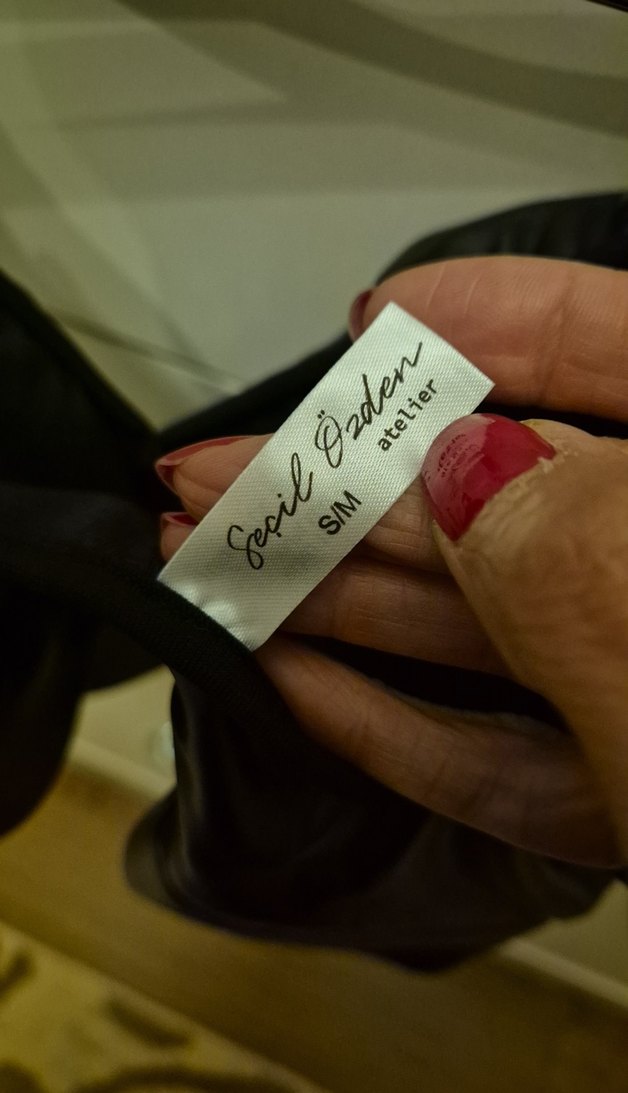 Seçil Özden
atelier
S/M